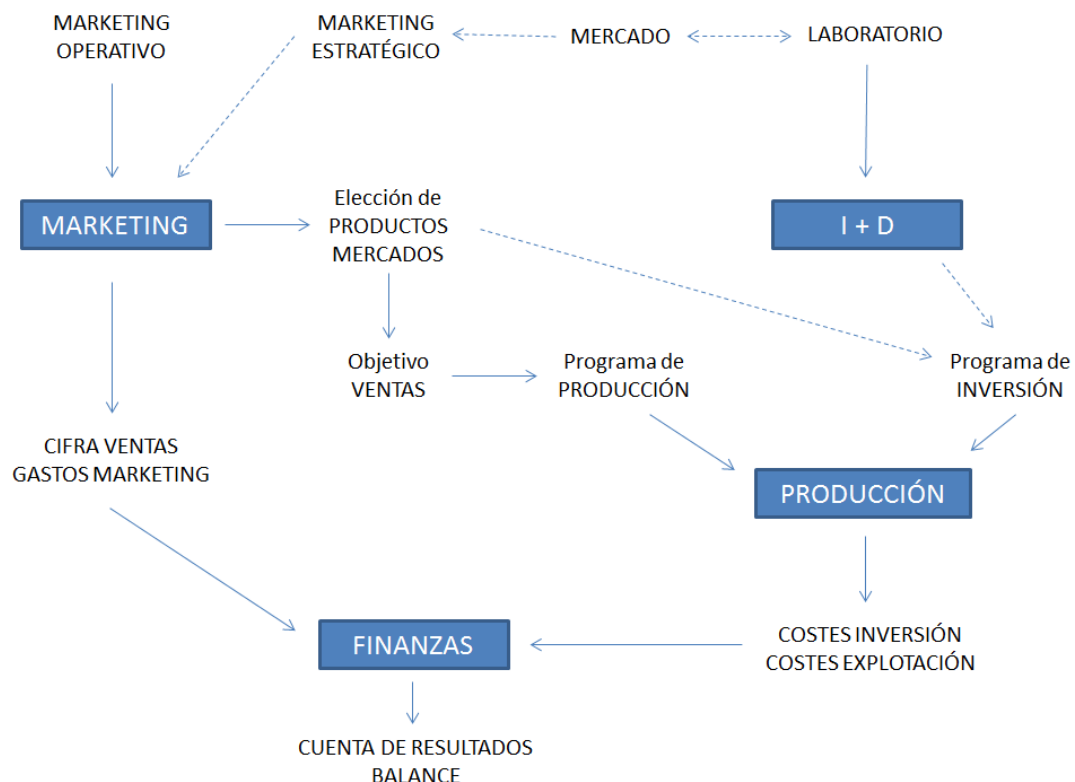 MARKETING
OPERATIVO
MARKETING
ESTRATÉGICO
MERCADO
LABORATORIO
MARKETING
Elección de
PRODUCTOS
MERCADOS
I + D
Objetivo
VENTAS
Programa de
PRODUCCIÓN
Programa de
INVERSIÓN
CIFRA VENTAS
GASTOS MARKETING
PRODUCCIÓN
FINANZAS
COSTES INVERSIÓN
COSTES EXPLOTACIÓN
CUENTA DE RESULTADOS
BALANCE